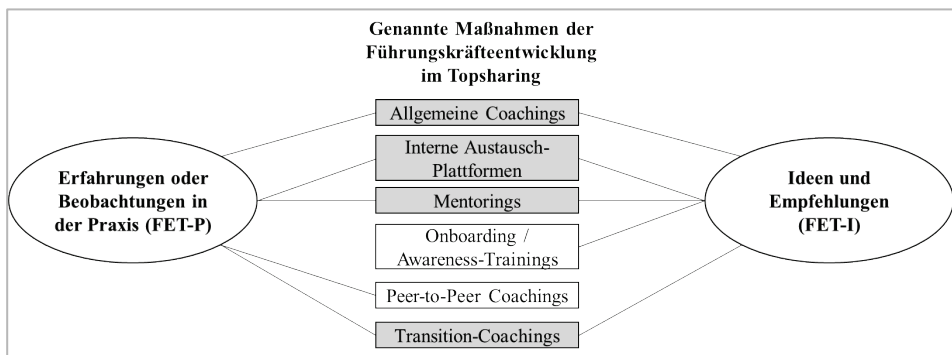 Genannte Maßnahmen der
Führungskräfteentwicklung
im Topsharing
Erfahrungen oder
Beobachtungen in
der Praxis (FET-P)
Allgemeine Coachings
Interne Austausch-
Plattformen
Mentorings
Onboarding /
Awareness-Trainings
Peer-to-Peer Coachings
Transition-Coachings
Ideen und
Empfehlungen
(FET-I)